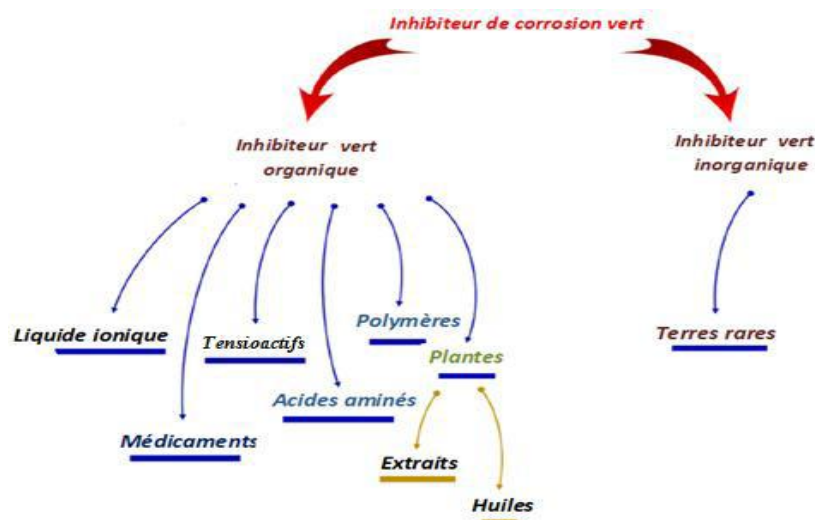 Inhibiteur de corrosion vert
Inhibiteur vert
organique
Inhibiteur vert
inorganique
Liquide ionique
Tensioactifs
Polymères
Terres rares
Plantes
Acides aminés
Médicaments
Extraits
Huiles